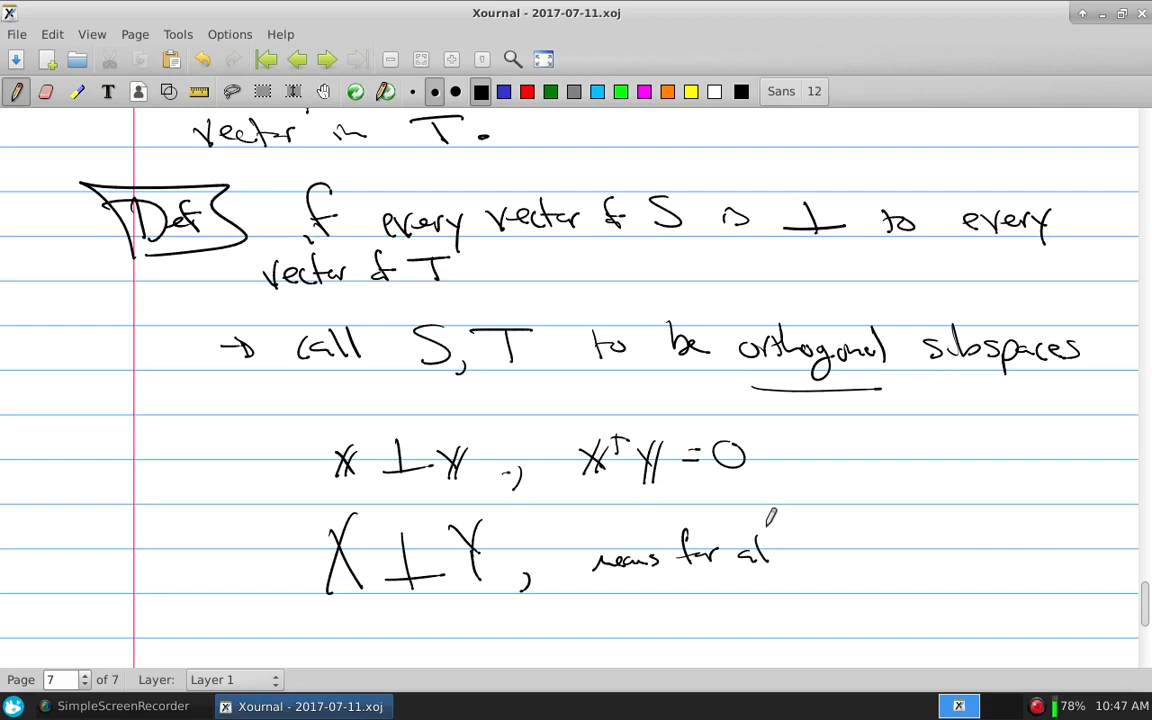 Xournal - 2017-07-11.xoj
File Edit View Page Tools Options Help
Sans 12
vector in T.
Def If every vector of S is ⊥ to every
vector of T
→ call S, T to be orthogonal subspaces
x ⊥ y, xᵀy = 0
X ⊥ Y, means for al
Page 7 of 7 Layer: Layer 1
SimpleScreenRecorder Xournal - 2017-07-11.xoj 78% 10:47 AM